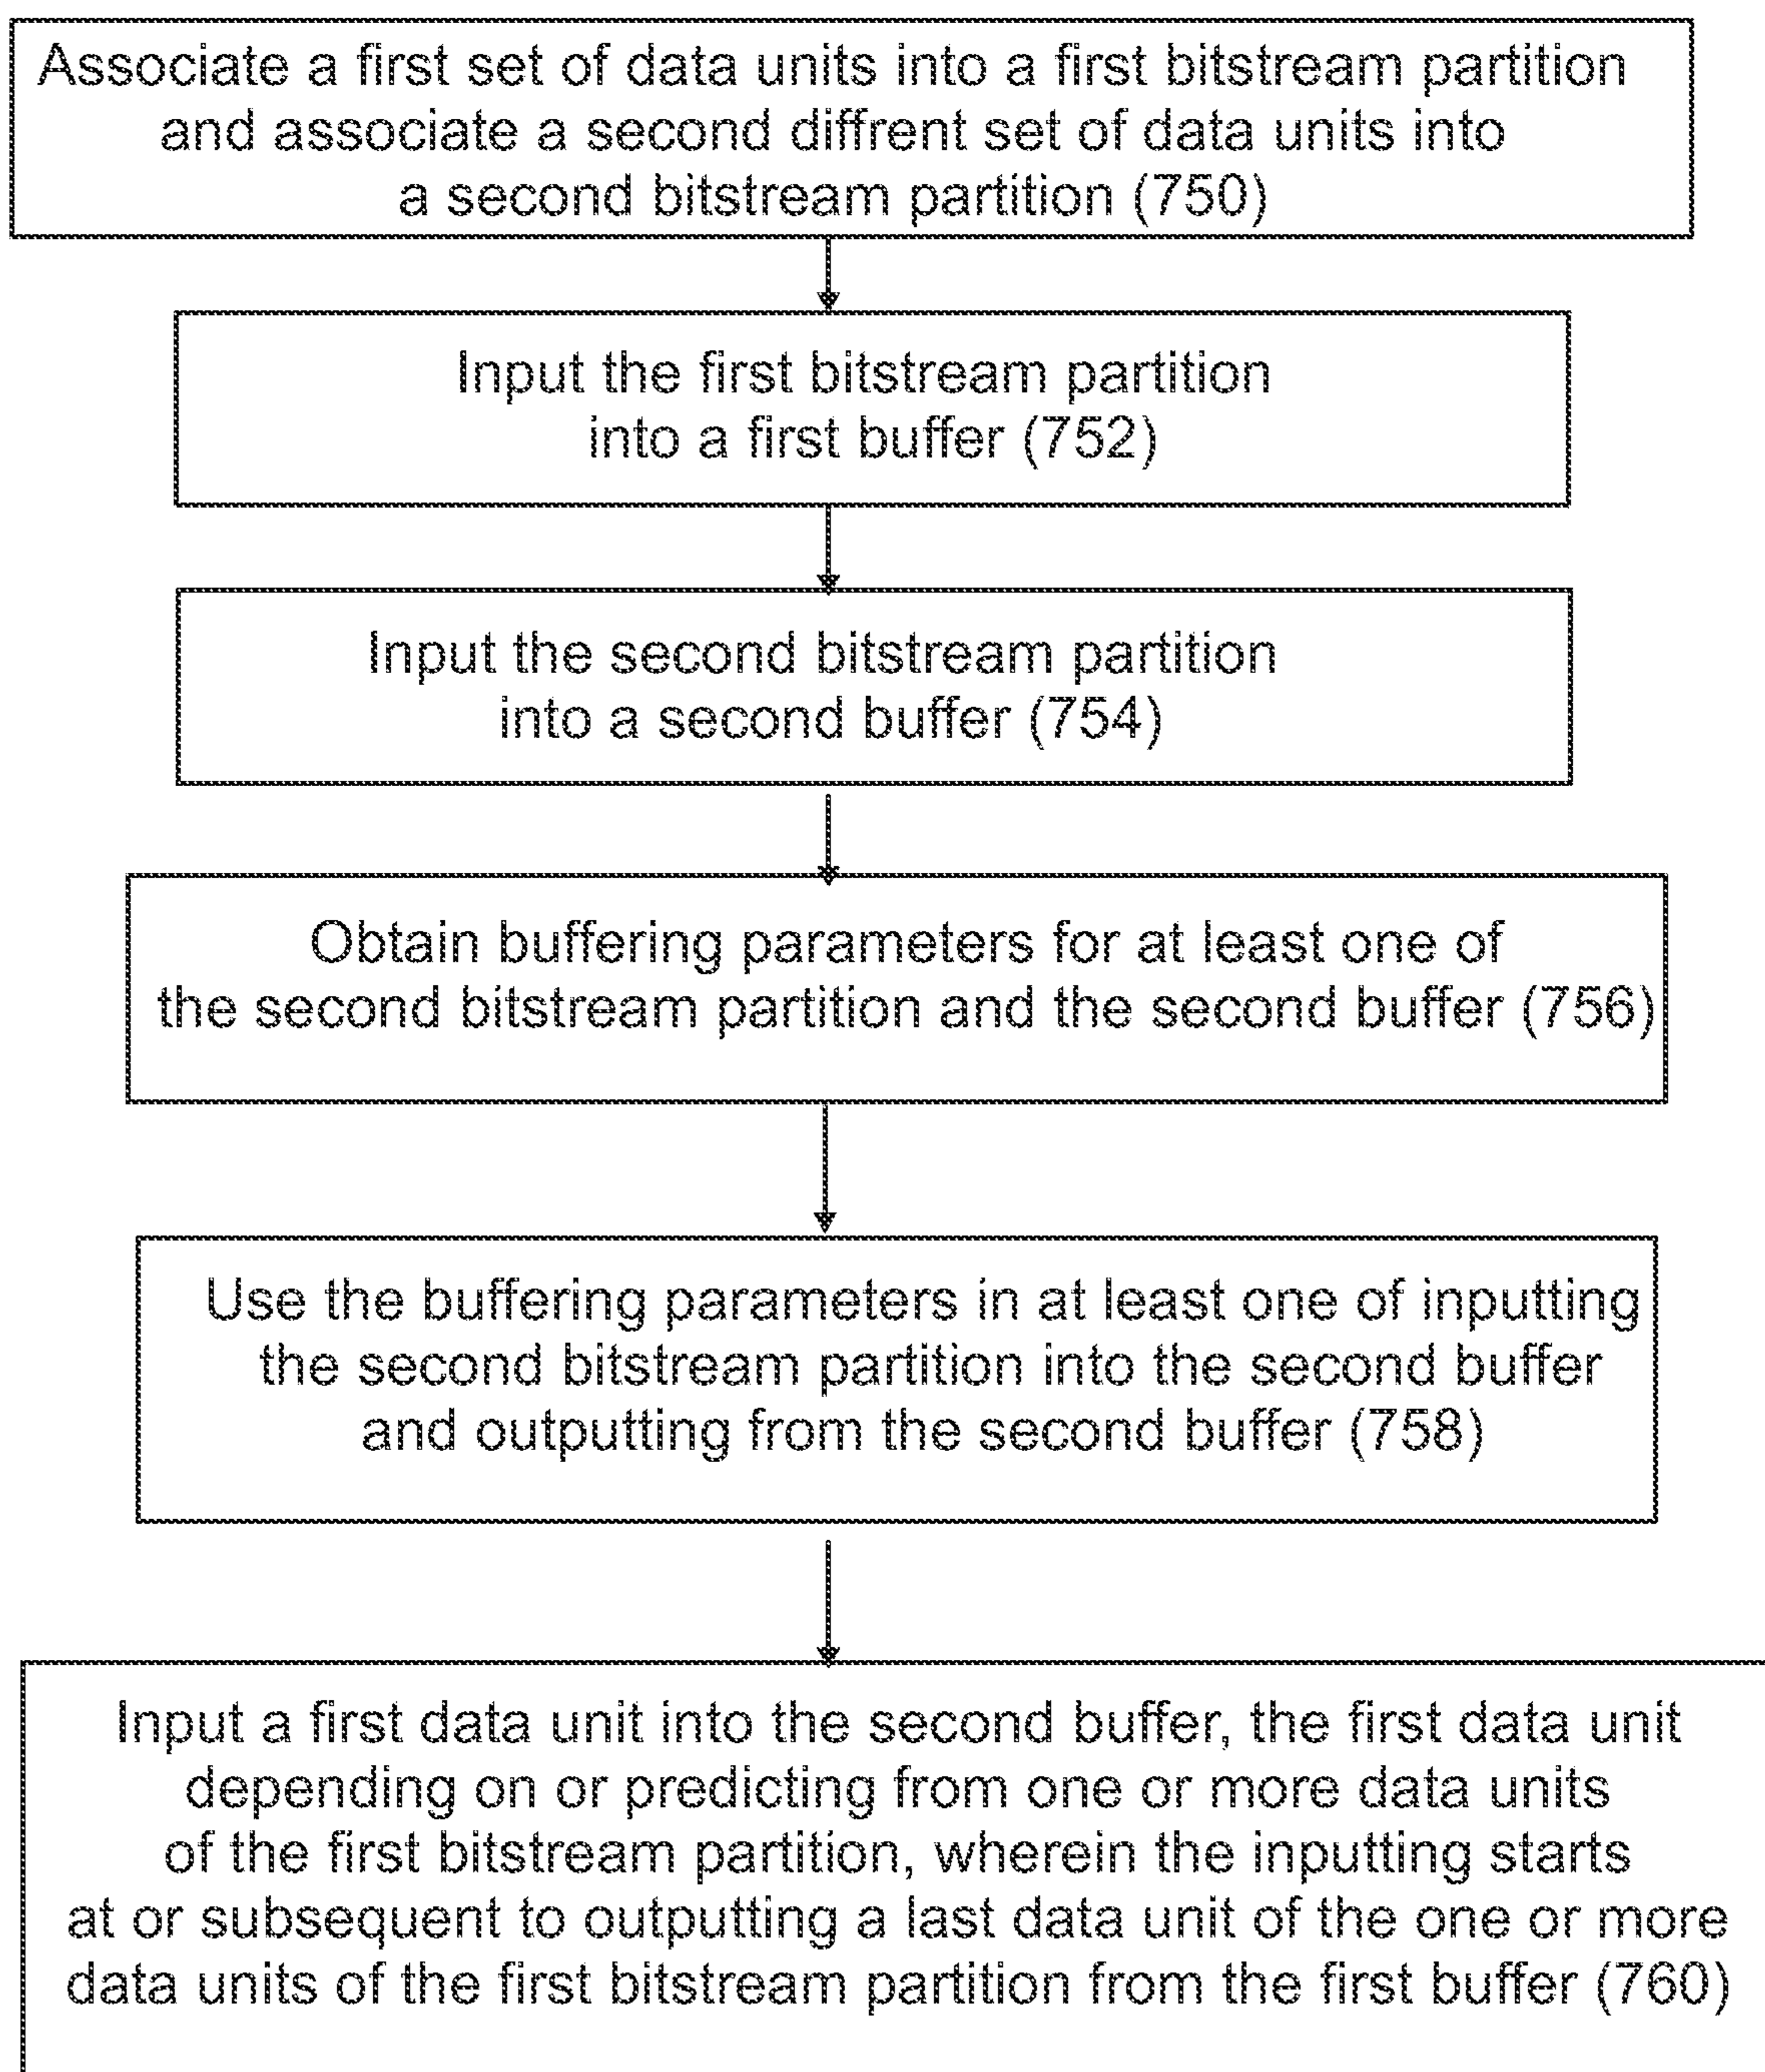 Associate a first set of data units into a first bitstream partition
and associate a second diffrent set of data units into
a second bitstream partition (750)
Input the first bitstream partition
into a first buffer (752)
Input the second bitstream partition
into a second buffer (754)
Obtain buffering parameters for at least one of
the second bitstream partition and the second buffer (756)
Use the buffering parameters in at least one of inputting
the second bitstream partition into the second buffer
and outputting from the second buffer (758)
Input a first data unit into the second buffer, the first data unit
depending on or predicting from one or more data units
of the first bitstream partition, wherein the inputting starts
at or subsequent to outputting a last data unit of the one or more
data units of the first bitstream partition from the first buffer (760)